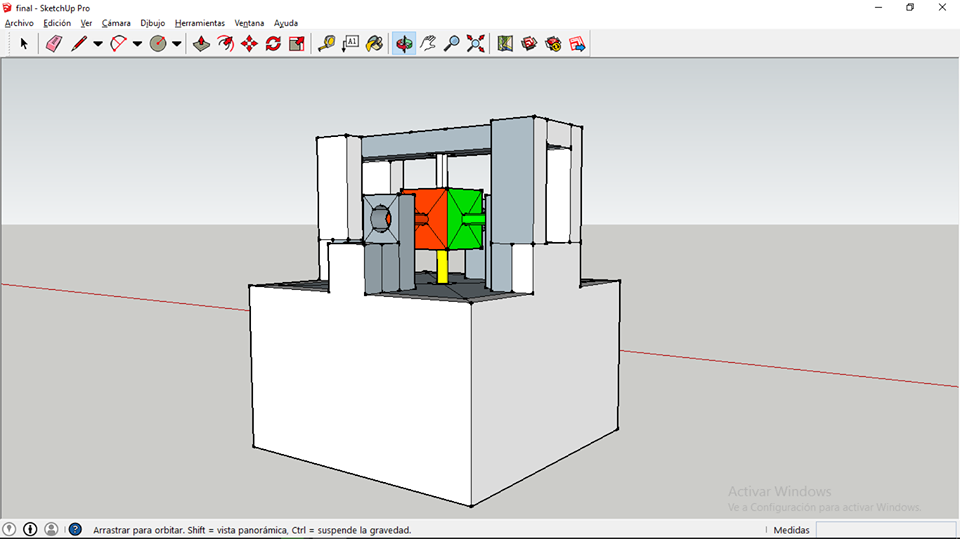 final - SketchUp Pro
Archivo Edición Ver Cámara Dibujo Herramientas Ventana Ayuda
A1
Activar Windows
Ve a Configuración para activar Windows.
Arrastrar para orbitar. Shift = vista panorámica, Ctrl = suspende la gravedad.
Medidas